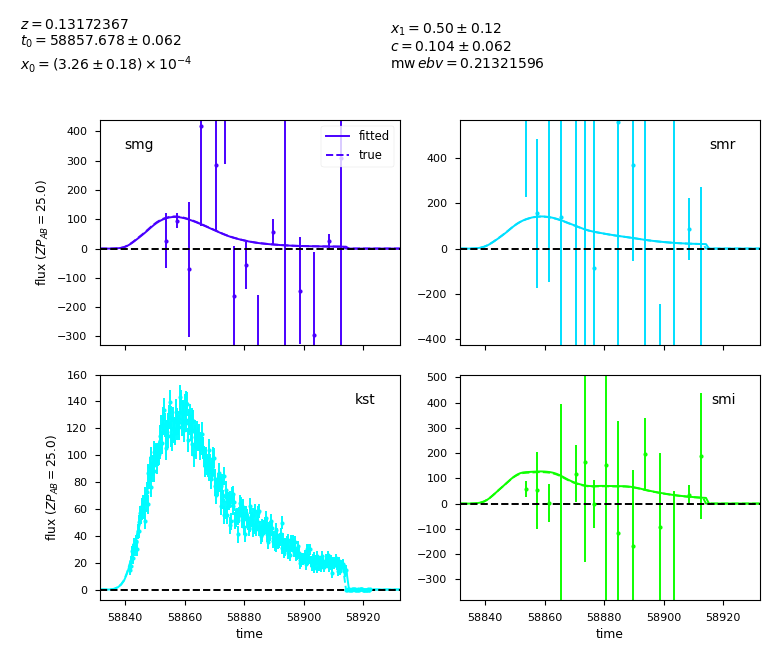 z = 0.13172367
t₀ = 58857.678 ± 0.062
x₀ = (3.26 ± 0.18) × 10⁻⁴
x₁ = 0.50 ± 0.12
c = 0.104 ± 0.062
mw ebv = 0.21321596
400
300
200
100
0
−100
−200
−300
flux (ZP_AB = 25.0)
smg
fitted
true
400
200
0
−200
−400
smr
160
140
120
100
80
60
40
20
0
flux (ZP_AB = 25.0)
kst
58840 58860 58880 58900 58920
time
500
400
300
200
100
0
−100
−200
−300
smi
58840 58860 58880 58900 58920
time